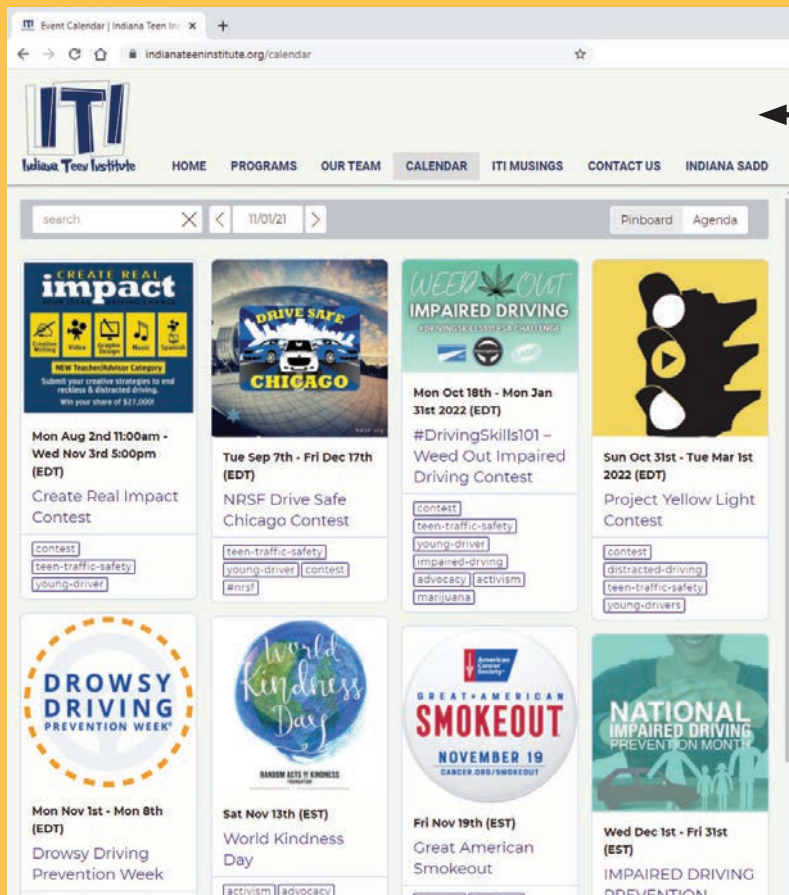 Event Calendar | Indiana Teen In
indianateeninstitute.org/calendar
ITI
Indiana Teen Institute
HOME PROGRAMS OUR TEAM CALENDAR ITI MUSINGS CONTACT US INDIANA SADD
search 11/01/21 Pinboard Agenda
CREATE REAL
impact
YOUR IDEAS DRIVING CHANGE
Creative Writing Video Graphic Design Music Spanish
NEW Teacher/Advisor Category
Submit your creative strategies to end
reckless & distracted driving.
Win your share of $27,000!
Mon Aug 2nd 11:00am -
Wed Nov 3rd 5:00pm
(EDT)
Create Real Impact
Contest
contest
teen-traffic-safety
young-driver
DRIVE SAFE
CHICAGO
Tue Sep 7th - Fri Dec 17th
(EDT)
NRSF Drive Safe
Chicago Contest
teen-traffic-safety
young-driver contest
#nrsf
WEED OUT
IMPAIRED DRIVING
#DRIVINGSKILLS101 PSA CHALLENGE
Mon Oct 18th - Mon Jan
31st 2022 (EDT)
#DrivingSkills101 –
Weed Out Impaired
Driving Contest
contest
teen-traffic-safety
young-driver
impaired-drving
advocacy activism
marijuana
Sun Oct 31st - Tue Mar 1st
2022 (EDT)
Project Yellow Light
Contest
contest
distracted-driving
teen-traffic-safety
young-drivers
DROWSY
DRIVING
PREVENTION WEEK®
Mon Nov 1st - Mon 8th
(EDT)
Drowsy Driving
Prevention Week
World
Kindness
Day
RANDOM ACTS OF KINDNESS
FOUNDATION
Sat Nov 13th (EST)
World Kindness
Day
activism advocacy
American
Cancer
Society
GREAT AMERICAN
SMOKEOUT
NOVEMBER 19
CANCER.ORG/SMOKEOUT
Fri Nov 19th (EST)
Great American
Smokeout
NATIONAL
IMPAIRED DRIVING
PREVENTION MONTH
Wed Dec 1st - Fri 31st
(EST)
IMPAIRED DRIVING
PREVENTION